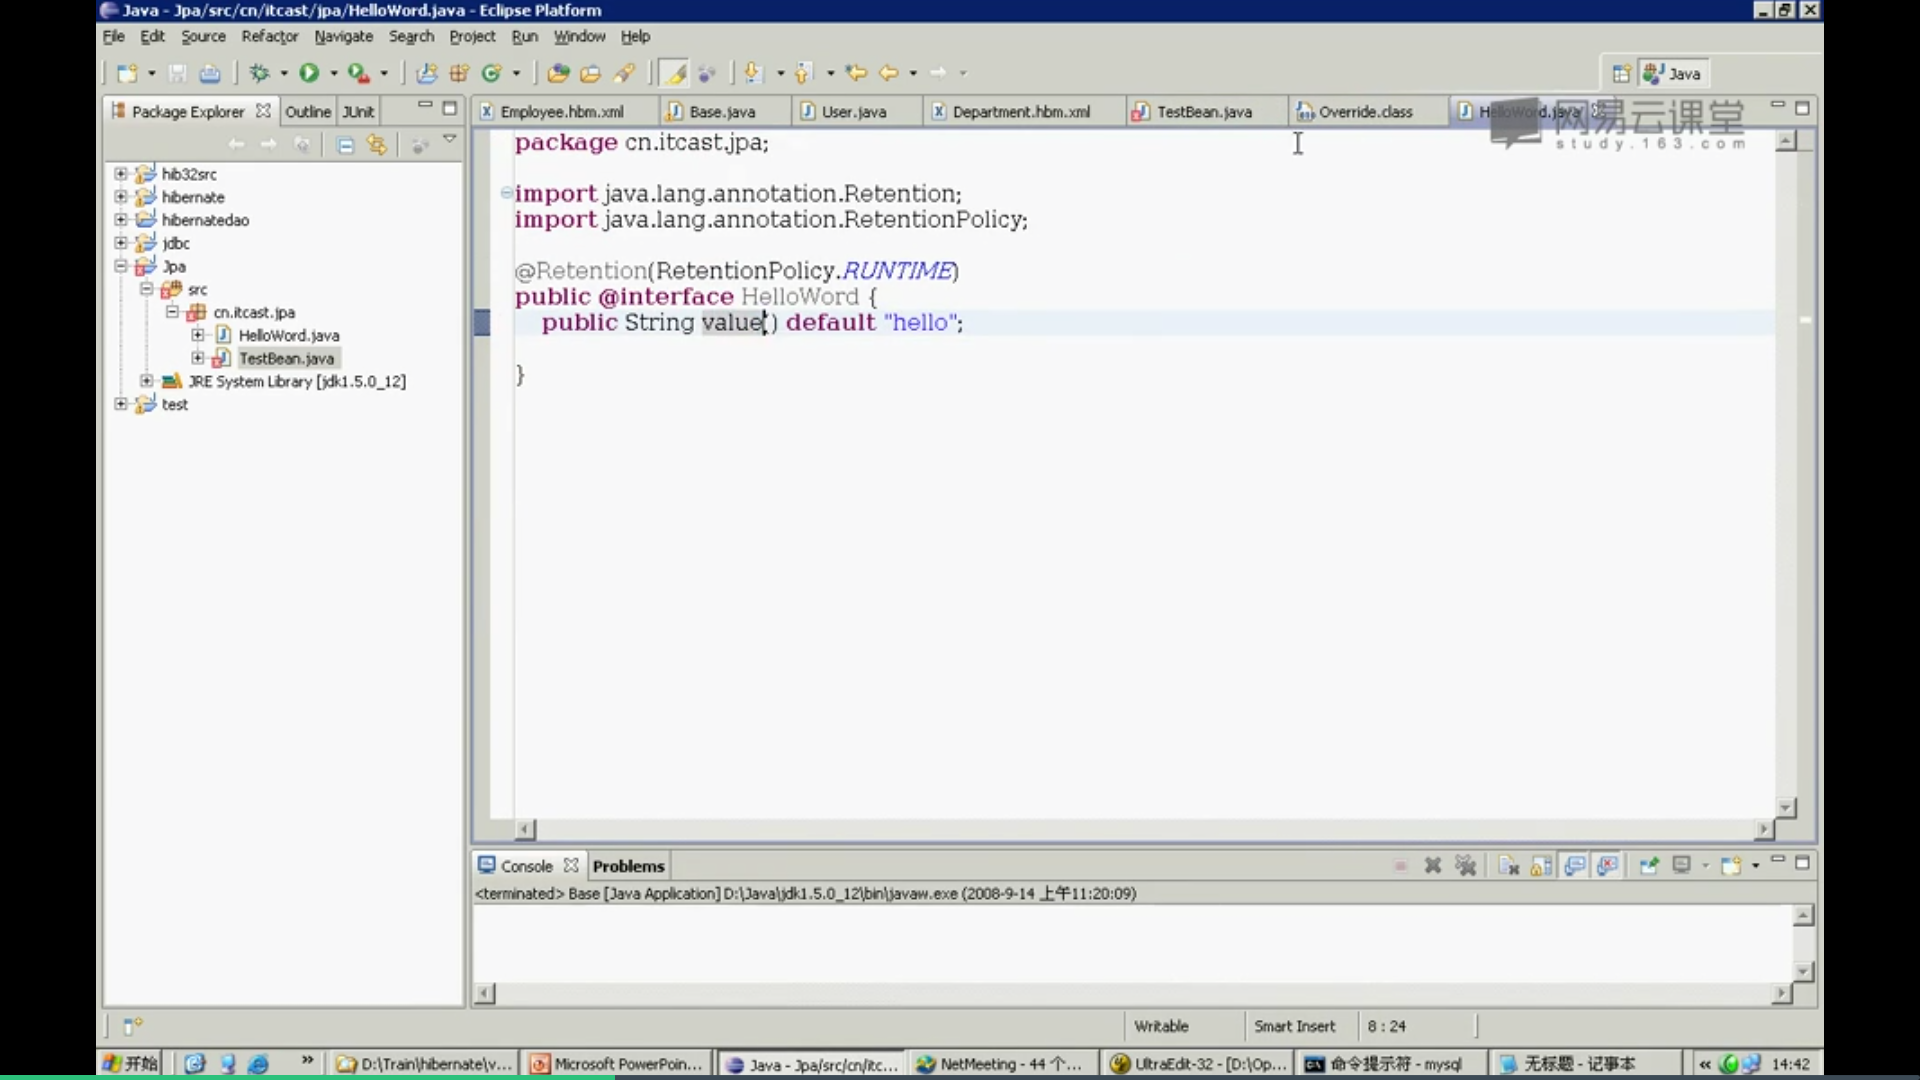 Java - Jpa/src/cn/itcast/jpa/HelloWord.java - Eclipse Platform
File Edit Source Refactor Navigate Search Project Run Window Help
Java
Package Explorer Outline JUnit
Employee.hbm.xml Base.java User.java Department.hbm.xml TestBean.java Override.class HelloWord.java
网易云课堂
study.163.com
hib32src
hibernate
hibernatedao
jdbc
Jpa
src
cn.itcast.jpa
HelloWord.java
TestBean.java
JRE System Library [jdk1.5.0_12]
test
package cn.itcast.jpa;
import java.lang.annotation.Retention;
import java.lang.annotation.RetentionPolicy;
@Retention(RetentionPolicy.RUNTIME)
public @interface HelloWord {
public String value() default "hello";
}
Console Problems
<terminated> Base [Java Application] D:\Java\jdk1.5.0_12\bin\javaw.exe (2008-9-14 上午11:20:09)
Writable Smart Insert 8 : 24
开始 » D:\Train\hibernate\v... Microsoft PowerPoin... Java - Jpa/src/cn/itc... NetMeeting - 44 个... UltraEdit-32 - [D:\Op... 命令提示符 - mysql 无标题 - 记事本 « 14:42